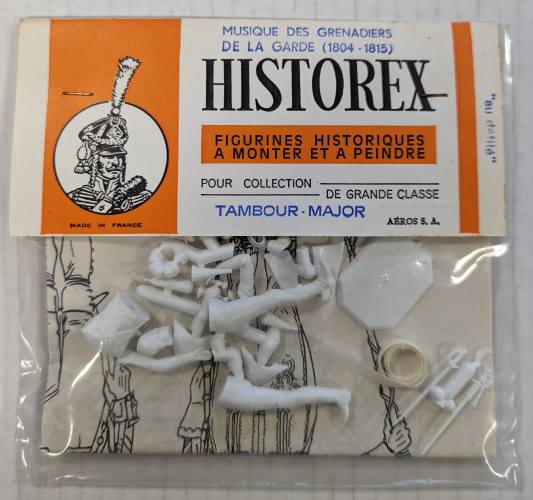 MUSIQUE DES GRENADIERS
DE LA GARDE (1804-1815)
HISTOREX
FIGURINES HISTORIQUES
A MONTER ET A PEINDRE
POUR COLLECTION
DE GRANDE CLASSE
TAMBOUR-MAJOR
AÉROS S. A.
MADE IN FRANCE
"au défilé"